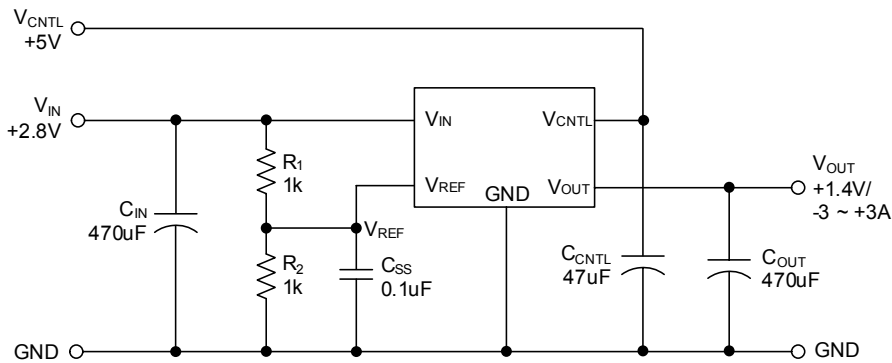 VCNTL
+5V
VIN
+2.8V
VIN
VCNTL
R1
1k
VREF
GND
VOUT
VOUT
+1.4V/
-3 ~ +3A
CIN
470uF
VREF
R2
1k
CSS
0.1uF
CCNTL
47uF
COUT
470uF
GND
GND